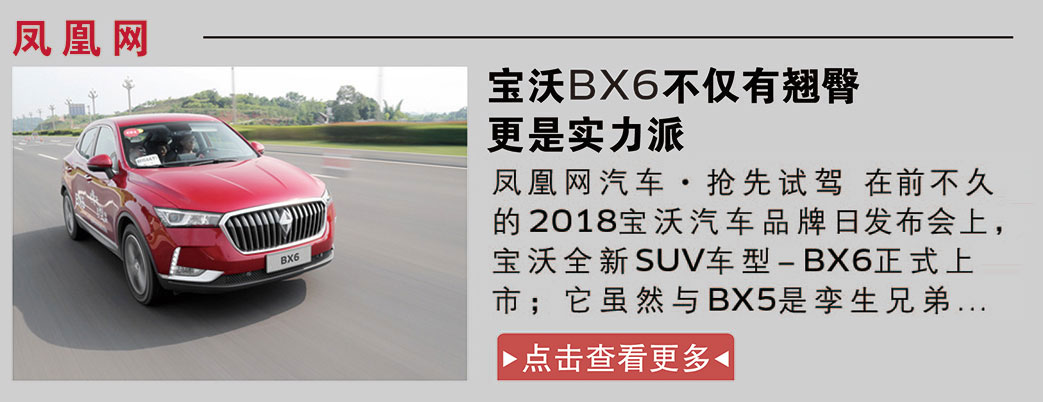 凤凰网
宝沃BX6不仅有翘臀
更是实力派
凤凰网汽车·抢先试驾 在前不久
的2018宝沃汽车品牌日发布会上，
宝沃全新SUV车型–BX6正式上
市；它虽然与BX5是孪生兄弟…
点击查看更多
BX6